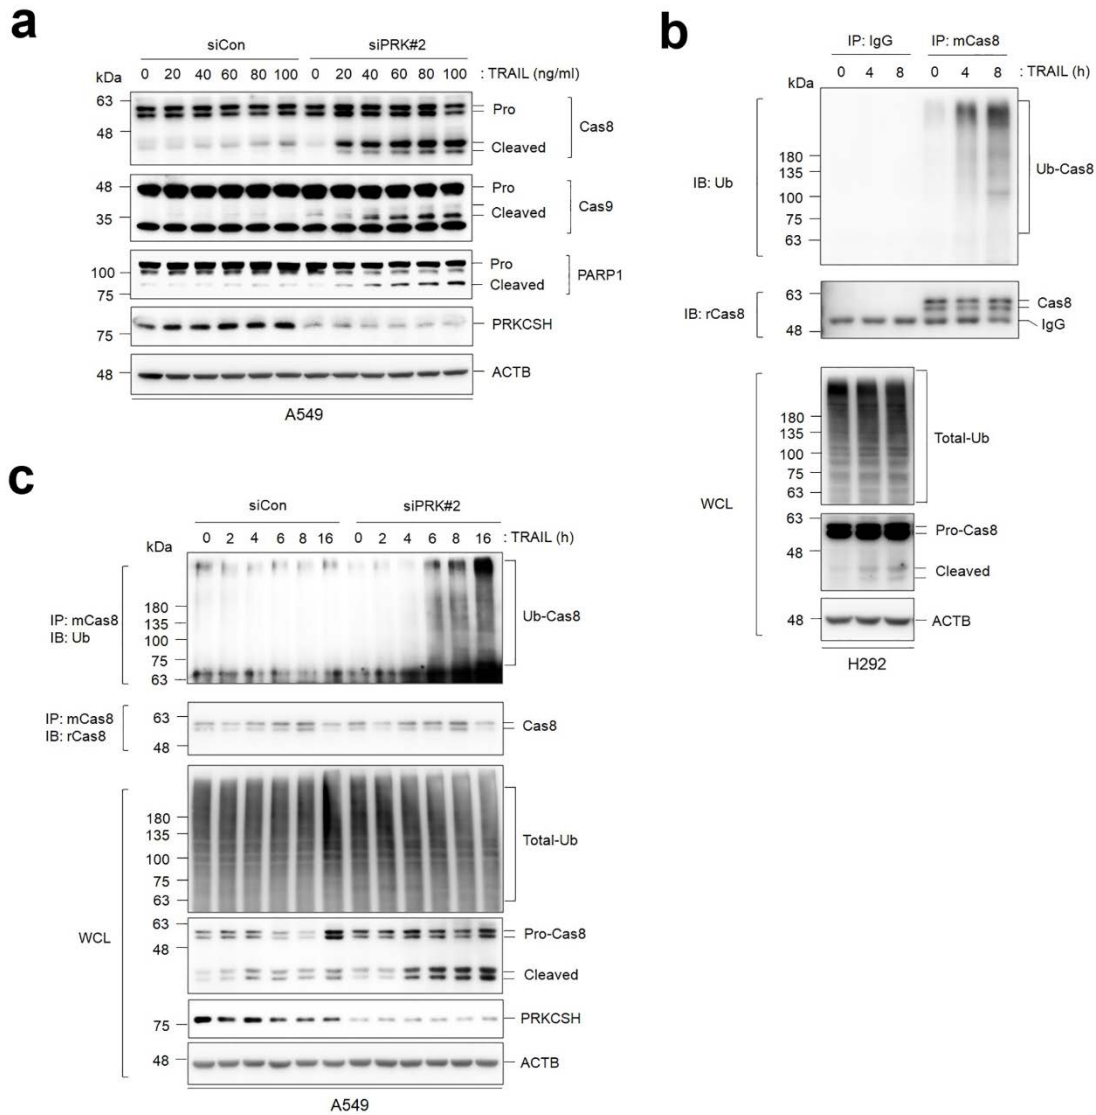 a
siCon siPRK#2
kDa 0 20 40 60 80 100 0 20 40 60 80 100 : TRAIL (ng/ml)
63 Pro
48 Cleaved
Cas8
48 Pro
35 Cleaved
Cas9
Pro
100 Cleaved
75
PARP1
75 PRKCSH
48 ACTB
A549
b
IP: IgG IP: mCas8
0 4 8 0 4 8 : TRAIL (h)
kDa
IB: Ub
180
135
100
75
63
Ub-Cas8
IB: rCas8
63 Cas8
48 IgG
WCL
180
135
100
75
63
Total-Ub
63 Pro-Cas8
48 Cleaved
48 ACTB
H292
c
siCon siPRK#2
0 2 4 6 8 16 0 2 4 6 8 16 : TRAIL (h)
kDa
IP: mCas8
IB: Ub
180
135
100
75
63
Ub-Cas8
IP: mCas8
IB: rCas8
63 Cas8
48
WCL
180
135
100
75
63
Total-Ub
63 Pro-Cas8
48
Cleaved
75 PRKCSH
48 ACTB
A549